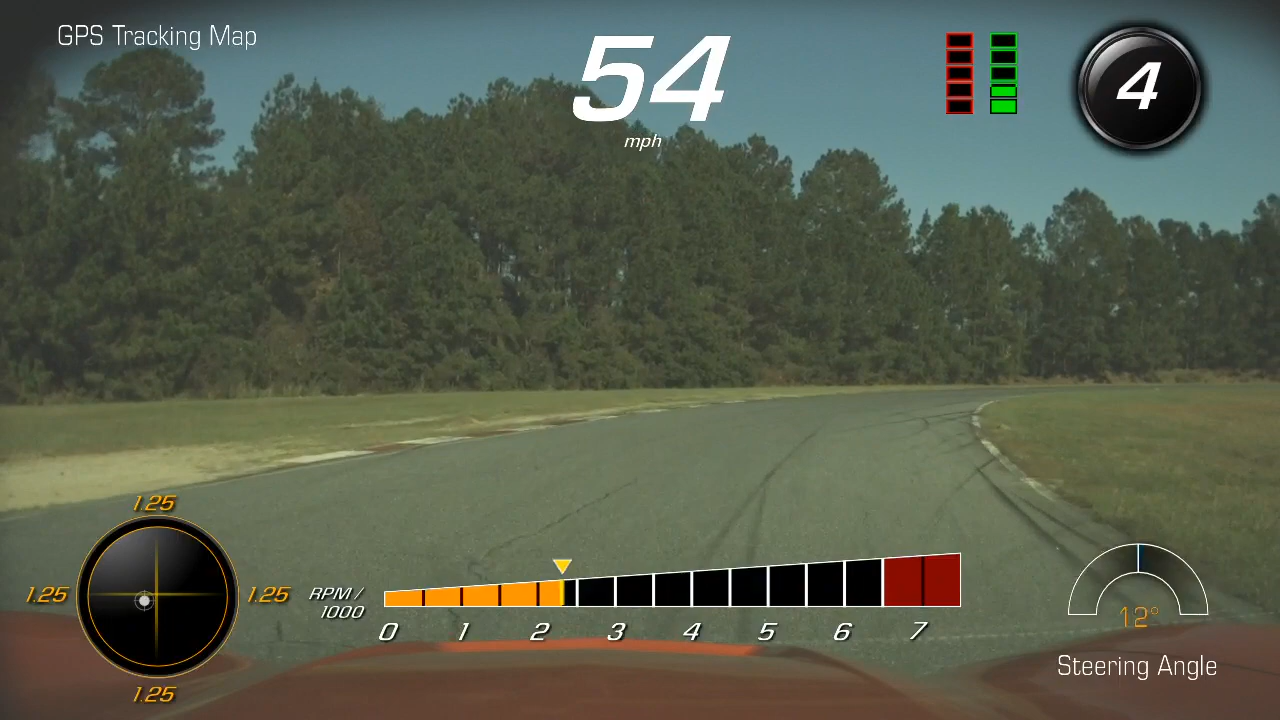 GPS Tracking Map
54
mph
4
1.25
1.25
1.25
1.25
RPM /
1000
0 1 2 3 4 5 6 7
12°
Steering Angle